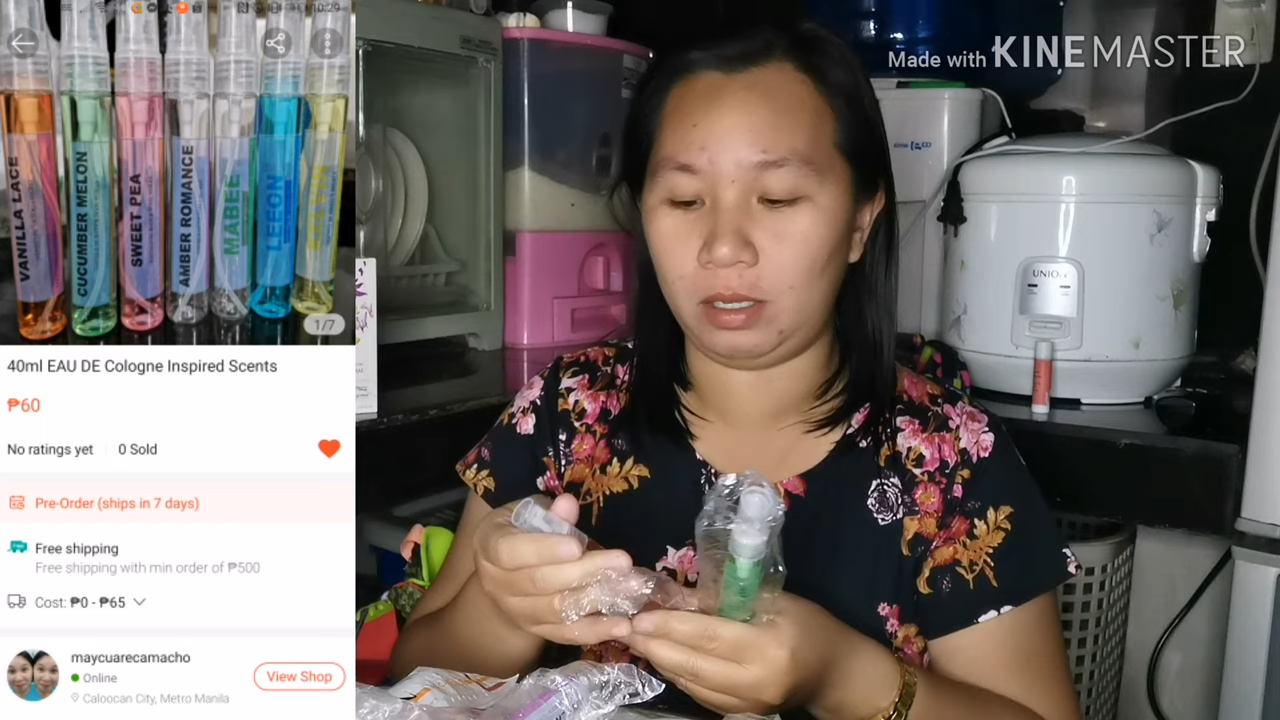 10:29
VANILLA LACE
CUCUMBER MELON
SWEET PEA
AMBER ROMANCE
MABEE
LEEON
1/7
40ml EAU DE Cologne Inspired Scents
₱60
No ratings yet
0 Sold
Pre-Order (ships in 7 days)
Free shipping
Free shipping with min order of ₱500
Cost: ₱0 - ₱65
maycuarecamacho
Online
Caloocan City, Metro Manila
View Shop
Made with KINEMASTER
UNION